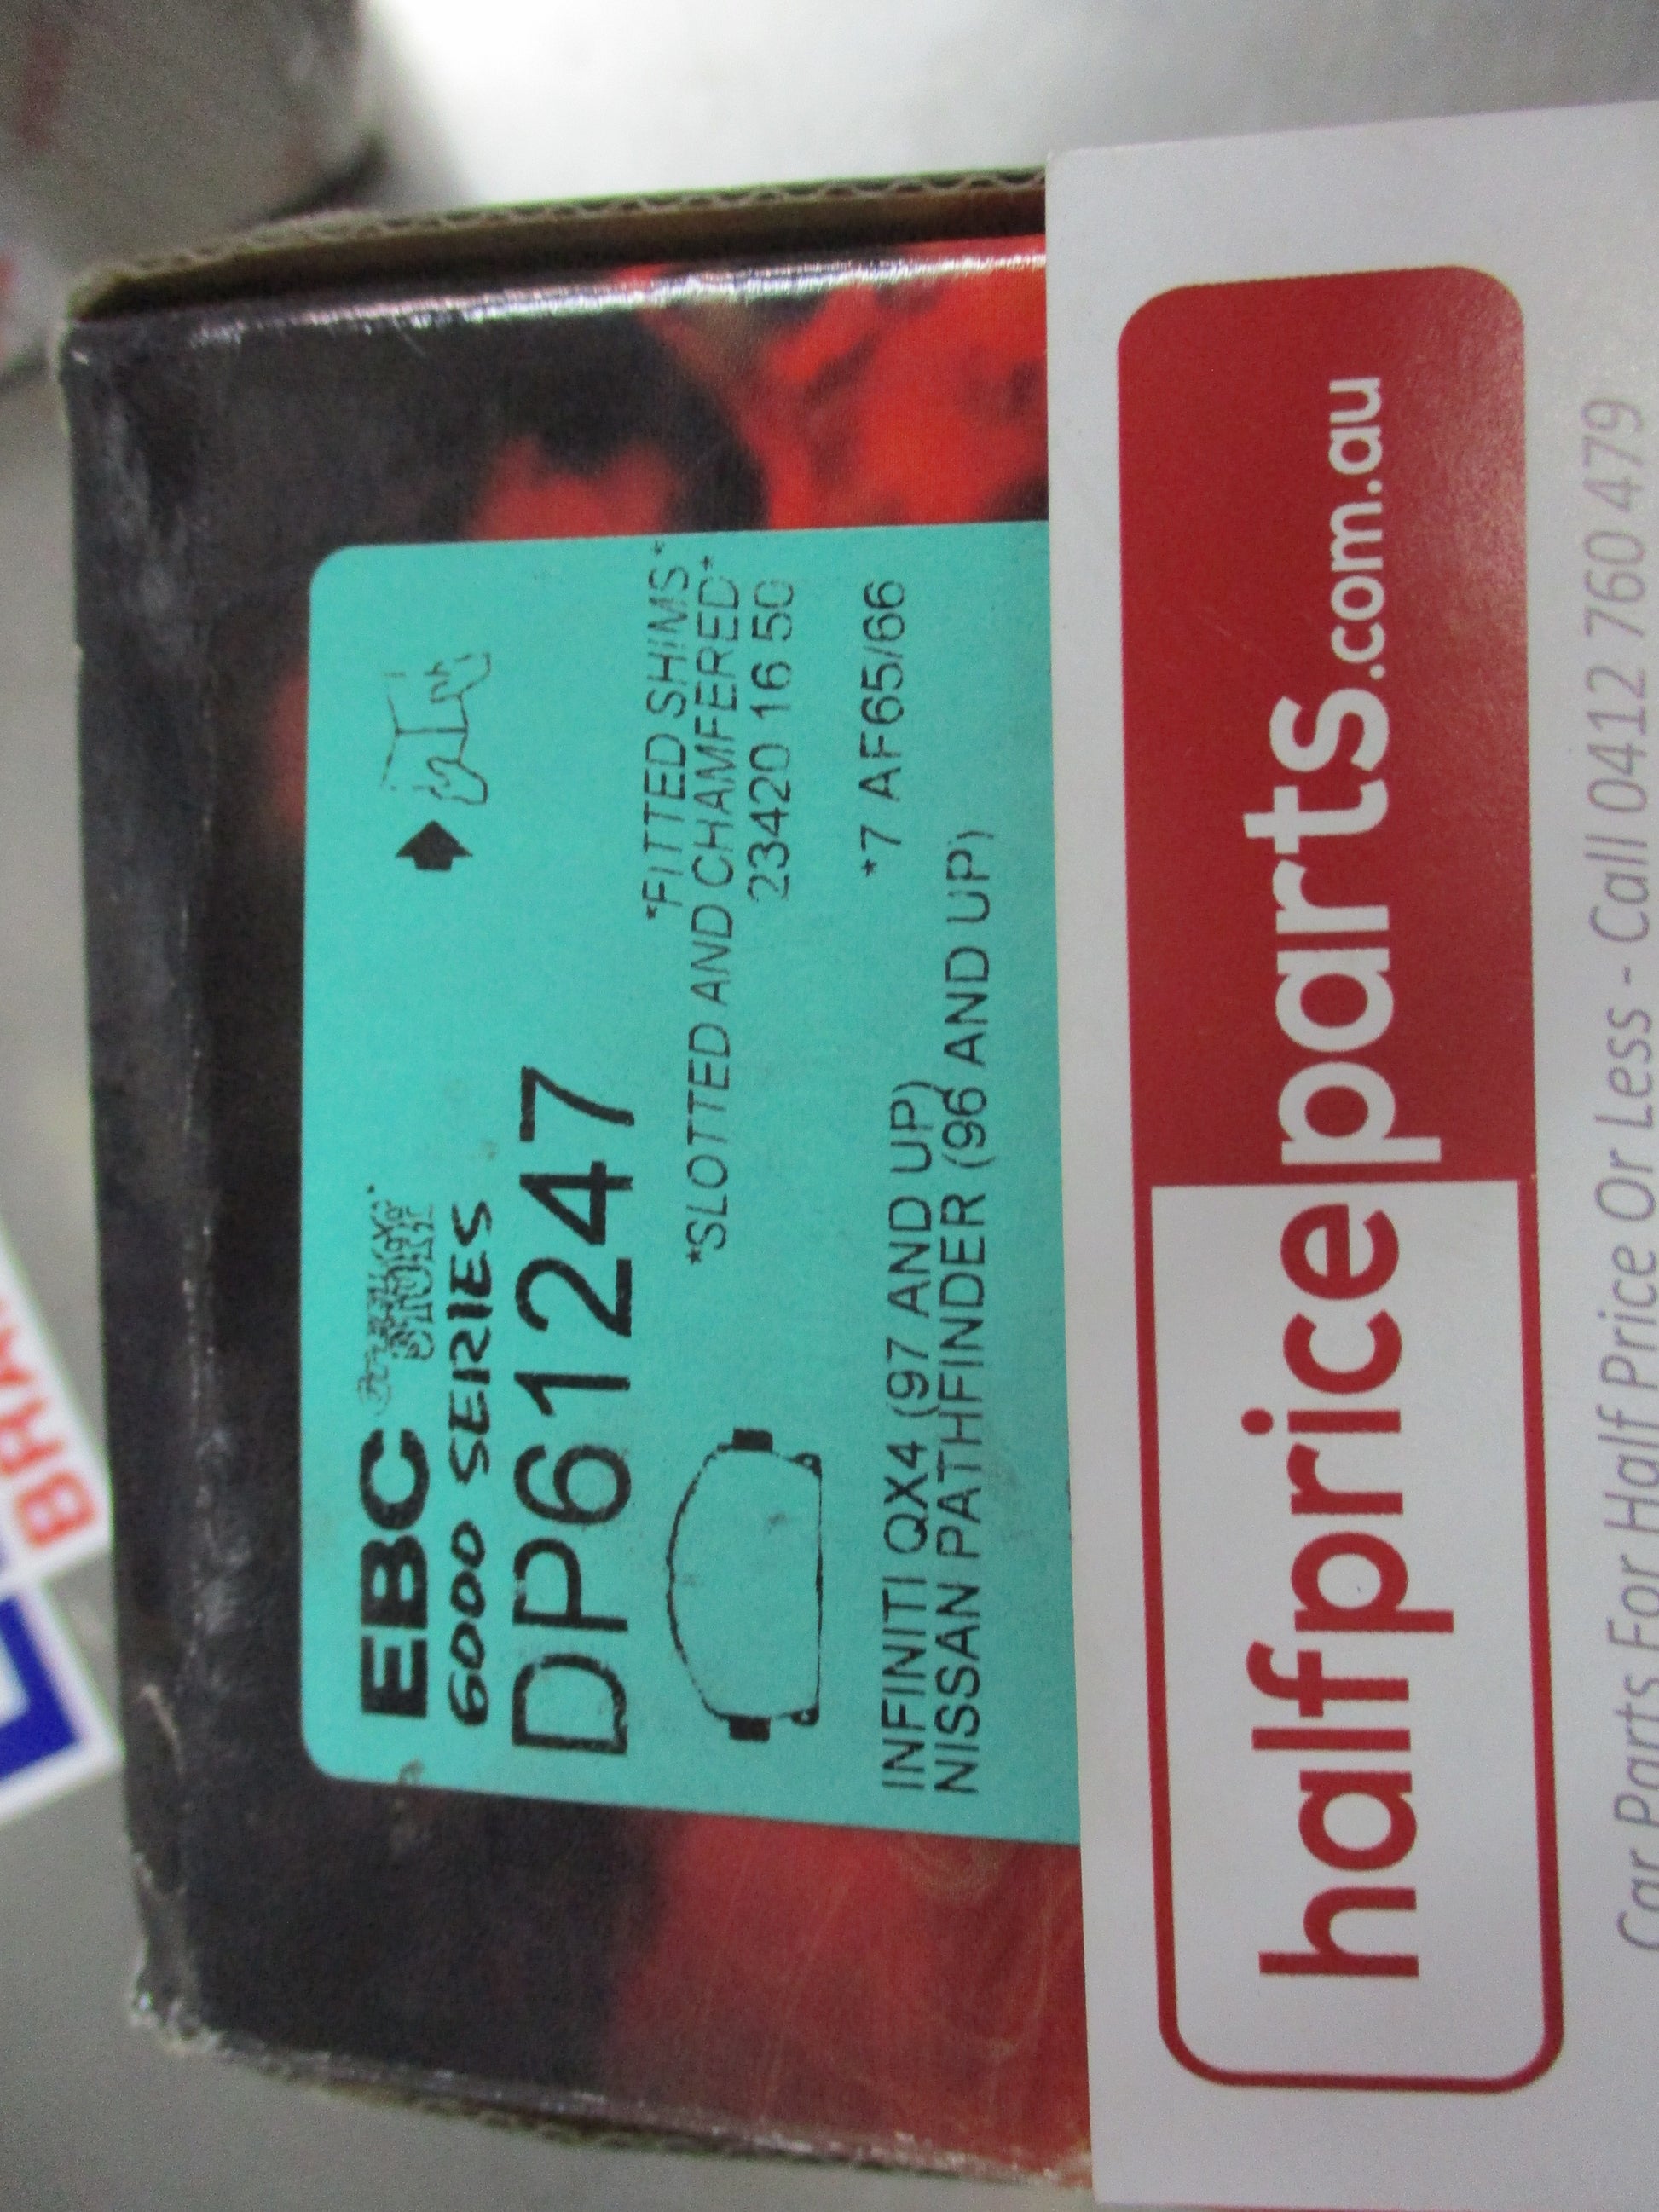 EBC
6000 SERIES
DP61247
*FITTED SHIMS*
*SLOTTED AND CHAMFERED*
23420 16 50
*7 AF65/66
INFINITI QX4 (97 AND UP)
NISSAN PATHFINDER (96 AND UP)
halfpriceparts.com.au
Car Parts For Half Price Or Less - Call 0412 760 479
BRA